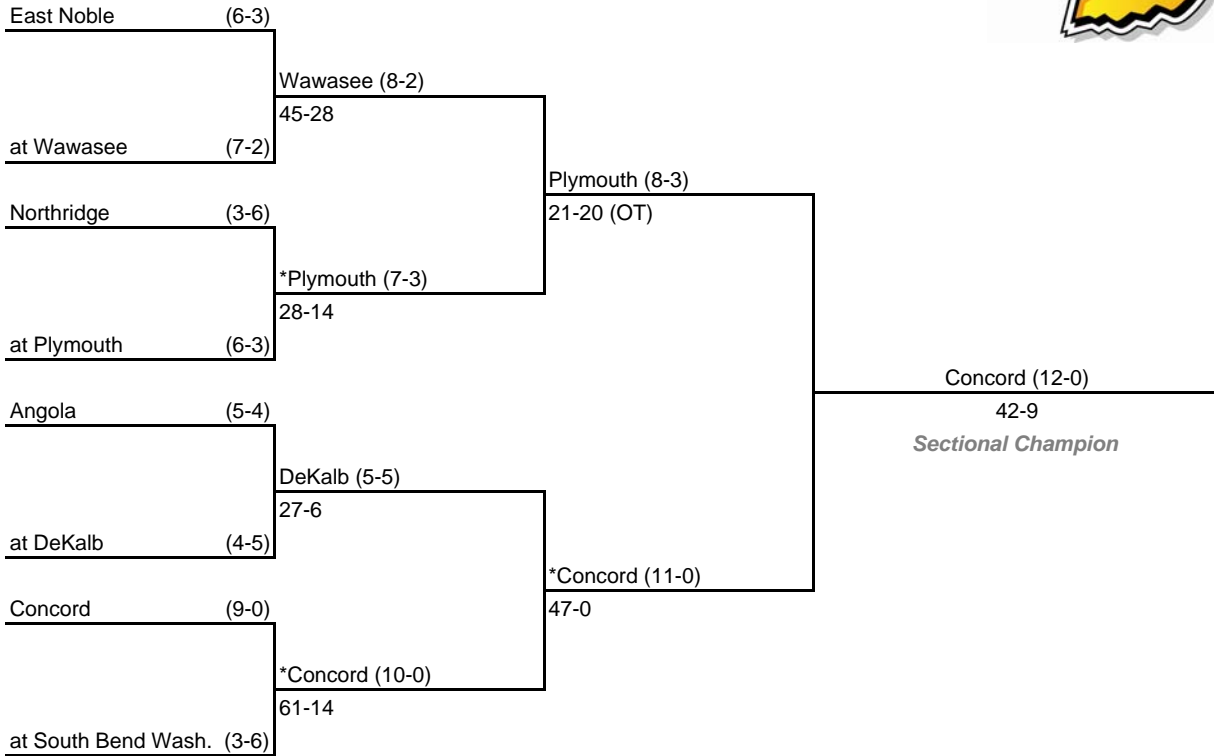 East Noble (6-3)
Wawasee (8-2)
45-28
at Wawasee (7-2)
Plymouth (8-3)
Northridge (3-6)
21-20 (OT)
*Plymouth (7-3)
28-14
at Plymouth (6-3)
Concord (12-0)
Angola (5-4)
42-9
Sectional Champion
DeKalb (5-5)
27-6
at DeKalb (4-5)
*Concord (11-0)
Concord (9-0)
47-0
*Concord (10-0)
61-14
at South Bend Wash. (3-6)